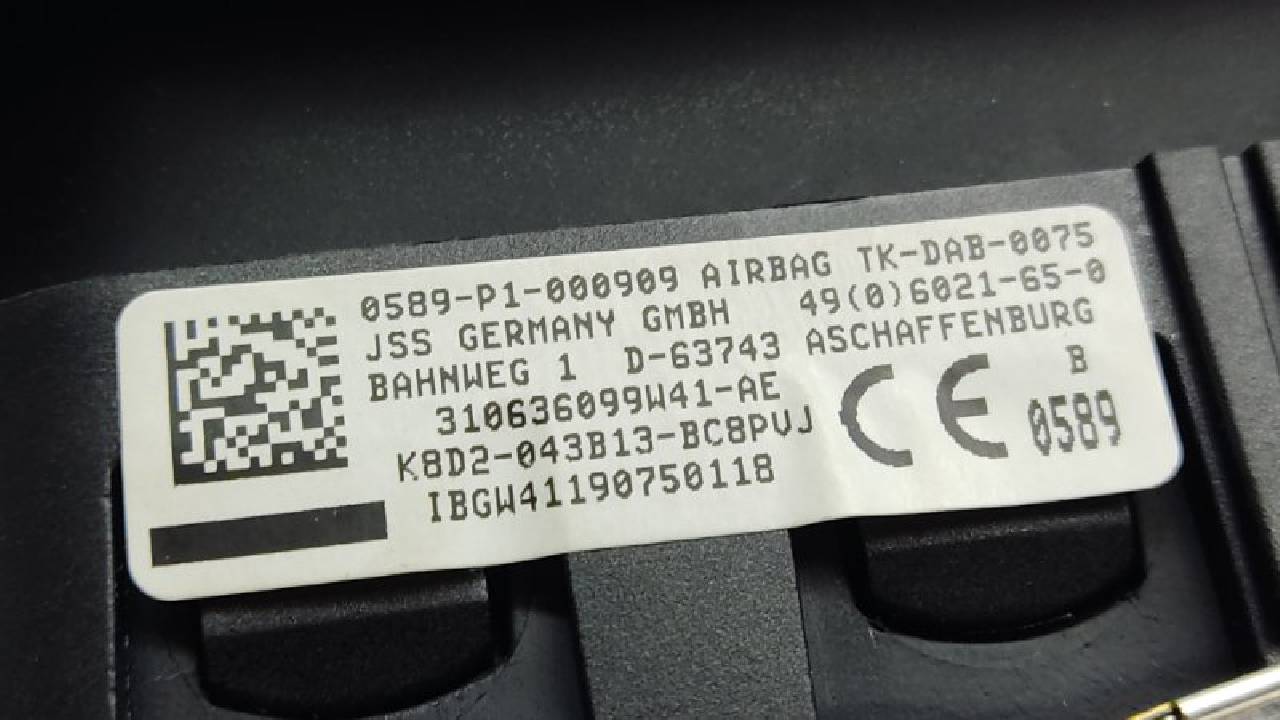 0589-P1-000909 AIRBAG TK-DAB-0075
JSS GERMANY GMBH 49(0)6021-65-0
BAHNWEG 1 D-63743 ASCHAFFENBURG
310636099W41-AE
K8D2-043B13-BC8PVJ
IBGW41190750118
CE
B
0589